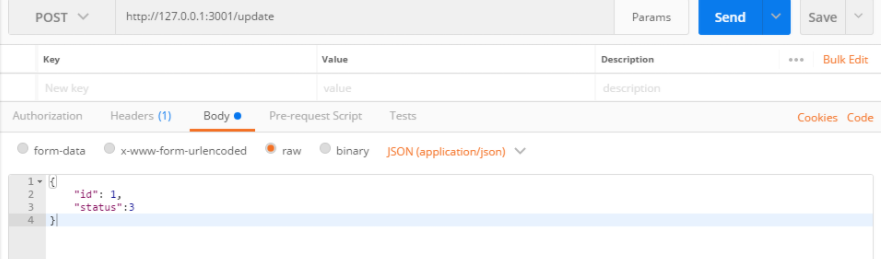 POST http://127.0.0.1:3001/update Params Send Save
Key Value Description Bulk Edit
New key value description
Authorization Headers (1) Body Pre-request Script Tests Cookies Code
form-data x-www-form-urlencoded raw binary JSON (application/json)
1 {
2 "id": 1,
3 "status":3
4 }